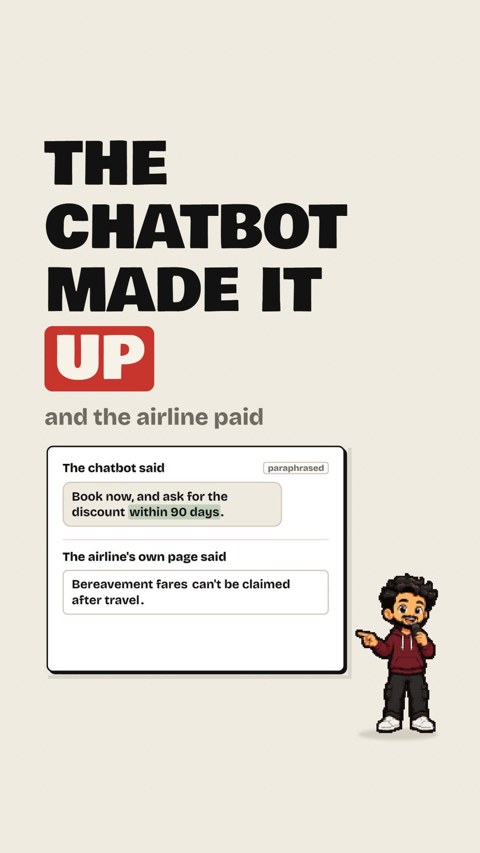 THE
CHATBOT
MADE IT
UP
and the airline paid
The chatbot said
paraphrased
Book now, and ask for the
discount within 90 days.
The airline's own page said
Bereavement fares can't be claimed
after travel.